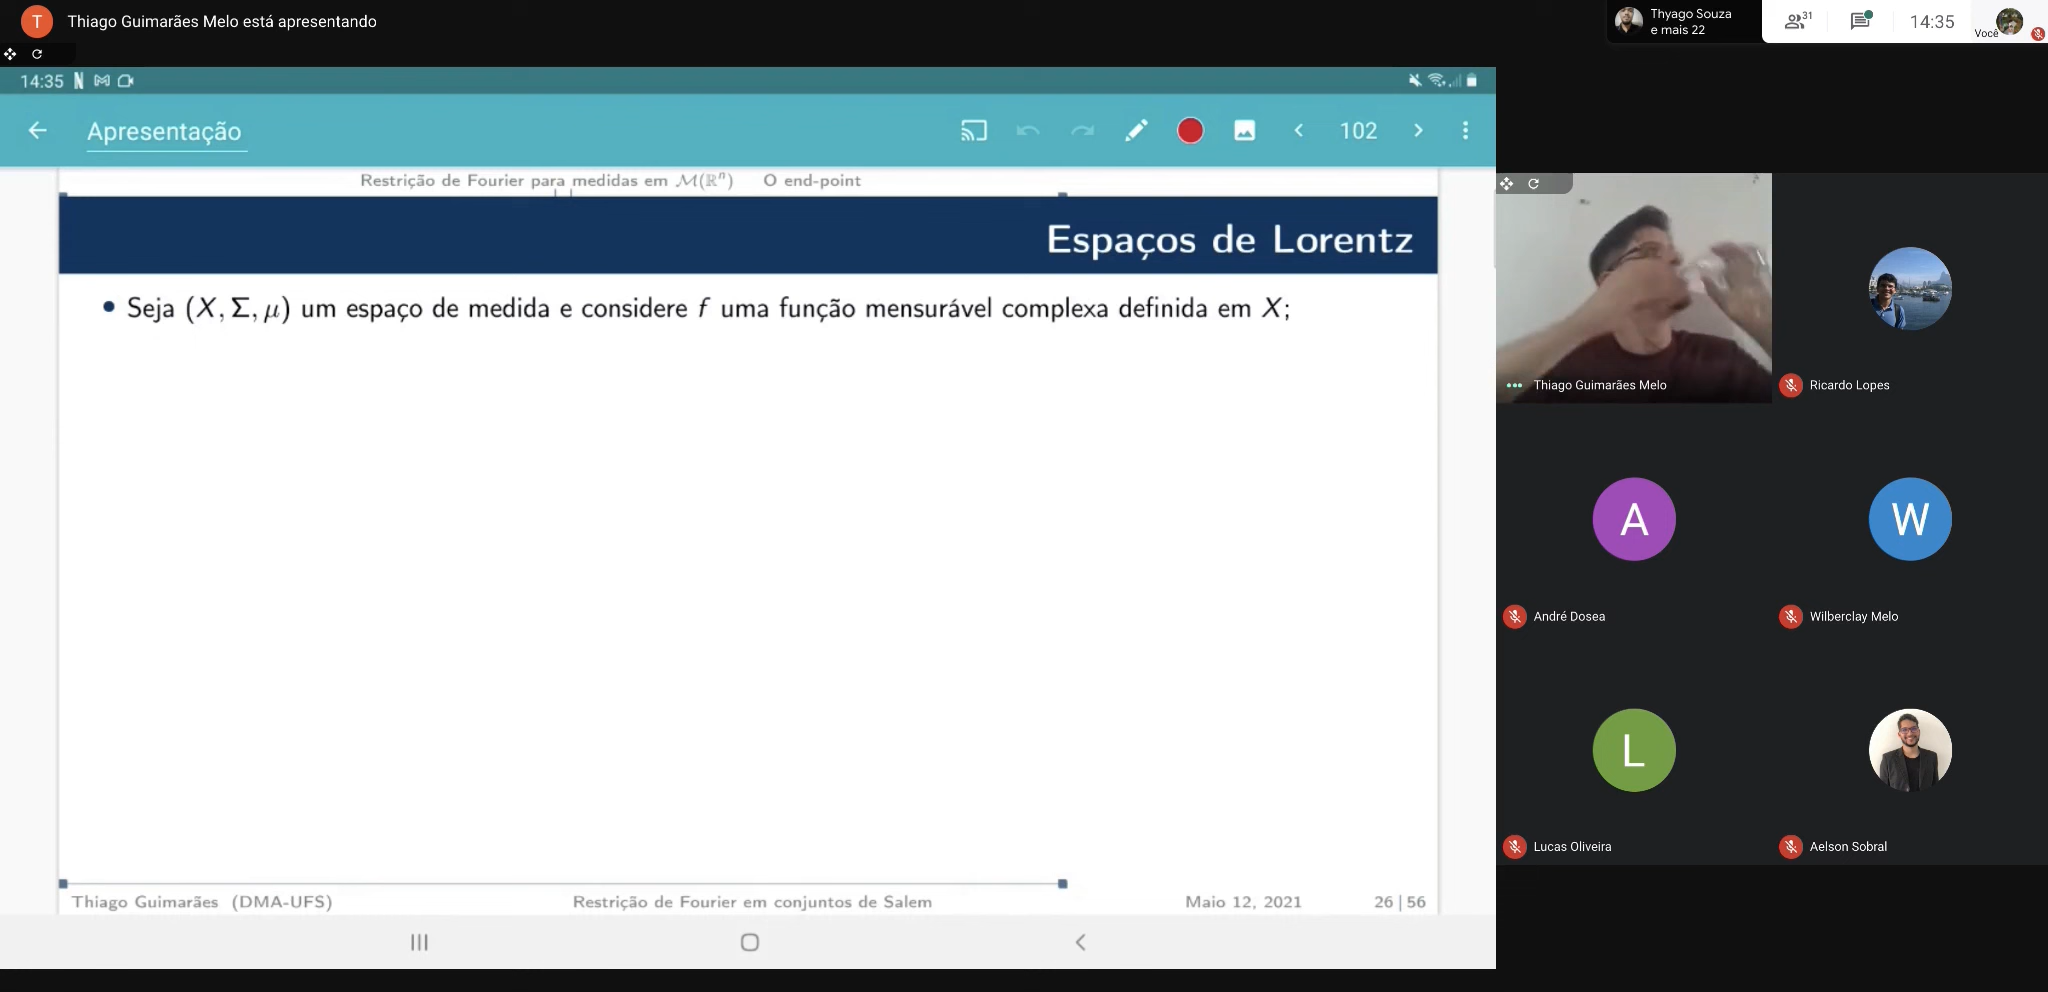 T Thiago Guimarães Melo está apresentando
Thyago Souza
e mais 22
31
14:35
Você
14:35
Apresentação
102
Restrição de Fourier para medidas em ℳ(ℝⁿ) O end-point
Espaços de Lorentz
• Seja (X, Σ, μ) um espaço de medida e considere f uma função mensurável complexa definida em X;
Thiago Guimarães (DMA-UFS) Restrição de Fourier em conjuntos de Salem Maio 12, 2021 26 | 56
Thiago Guimarães Melo
Ricardo Lopes
A
André Dosea
W
Wilberclay Melo
L
Lucas Oliveira
Aelson Sobral